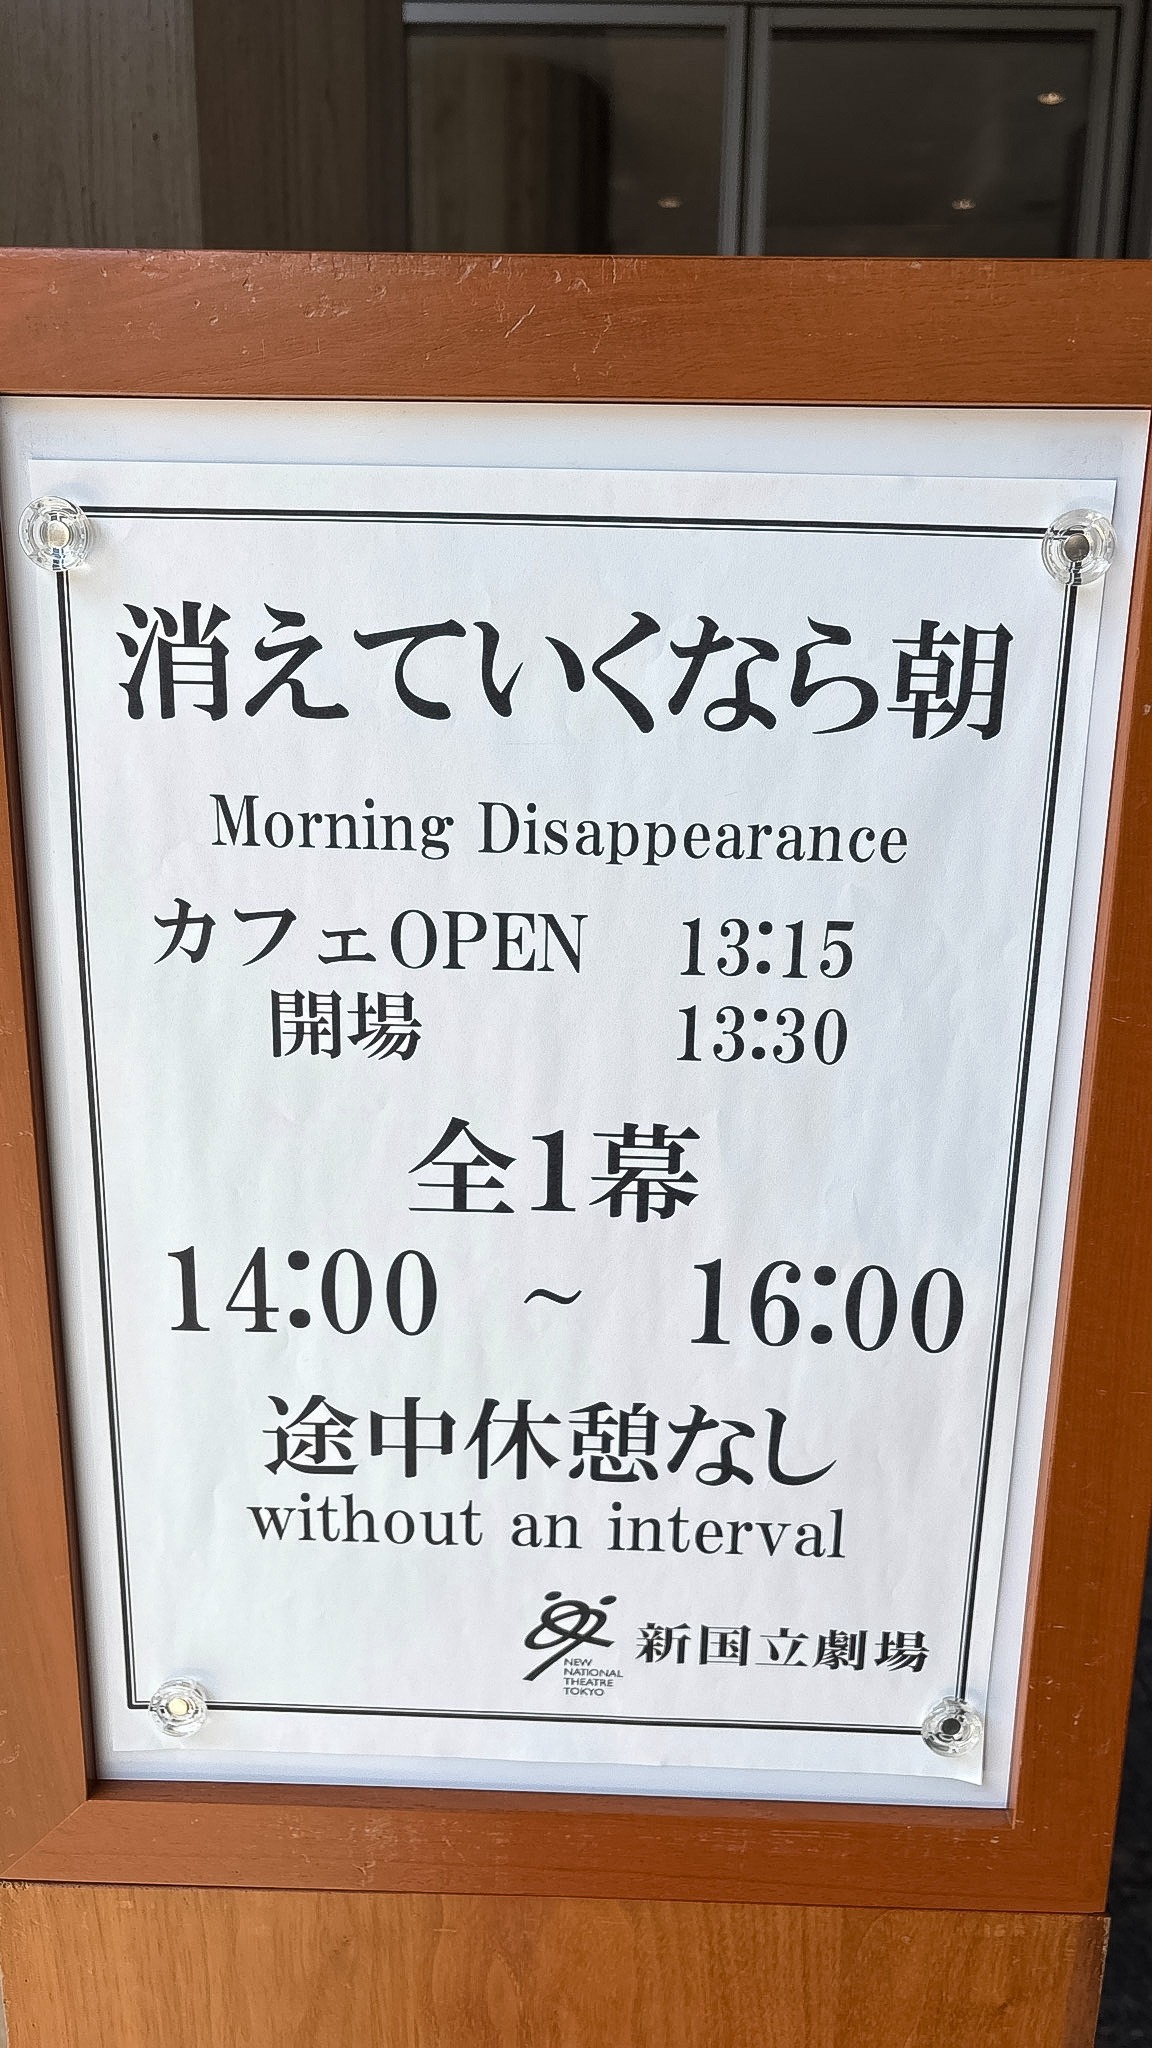 消えていくなら朝
Morning Disappearance
カフェOPEN 13:15
開場 13:30
全1幕
14:00 ~ 16:00
途中休憩なし
without an interval
新国立劇場
NEW
NATIONAL
THEATRE
TOKYO